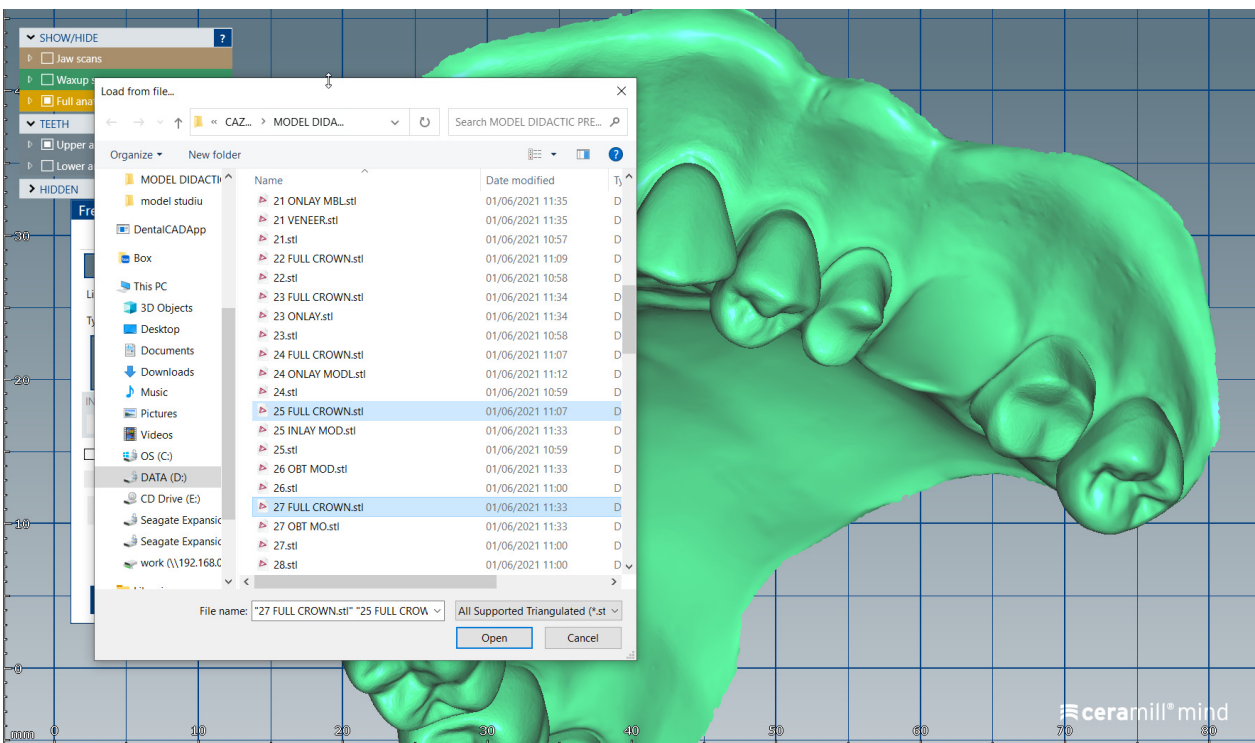 SHOW/HIDE ?
Jaw scans
Waxup s
Full ana
TEETH
Upper a
Lower a
HIDDEN
Fre
Li
Ty
IN
Load from file...
« CAZ... > MODEL DIDA...
Search MODEL DIDACTIC PRE...
Organize
New folder
?
MODEL DIDACTI
model studiu
DentalCADApp
Box
This PC
3D Objects
Desktop
Documents
Downloads
Music
Pictures
Videos
OS (C:)
DATA (D:)
CD Drive (E:)
Seagate Expansic
Seagate Expansic
work (\\192.168.0
Name Date modified Ty
21 ONLAY MBL.stl 01/06/2021 11:35 D
21 VENEER.stl 01/06/2021 11:35 D
21.stl 01/06/2021 10:57 D
22 FULL CROWN.stl 01/06/2021 11:09 D
22.stl 01/06/2021 10:58 D
23 FULL CROWN.stl 01/06/2021 11:34 D
23 ONLAY.stl 01/06/2021 11:34 D
23.stl 01/06/2021 10:58 D
24 FULL CROWN.stl 01/06/2021 11:07 D
24 ONLAY MODL.stl 01/06/2021 11:12 D
24.stl 01/06/2021 10:59 D
25 FULL CROWN.stl 01/06/2021 11:07 D
25 INLAY MOD.stl 01/06/2021 11:33 D
25.stl 01/06/2021 10:59 D
26 OBT MOD.stl 01/06/2021 11:33 D
26.stl 01/06/2021 11:00 D
27 FULL CROWN.stl 01/06/2021 11:33 D
27 OBT MO.stl 01/06/2021 11:33 D
27.stl 01/06/2021 11:00 D
28.stl 01/06/2021 11:00 D
File name: "27 FULL CROWN.stl" "25 FULL CROW
All Supported Triangulated (*.st
Open
Cancel
30
20
10
0
mm 0 10 20 30 40 50 60 70 80
ceramill® mind